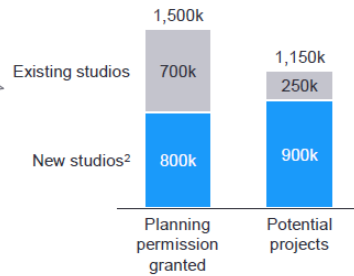 1,500k
1,150k
Existing studios
700k
250k
New studios²
800k
900k
Planning
permission
granted
Potential
projects